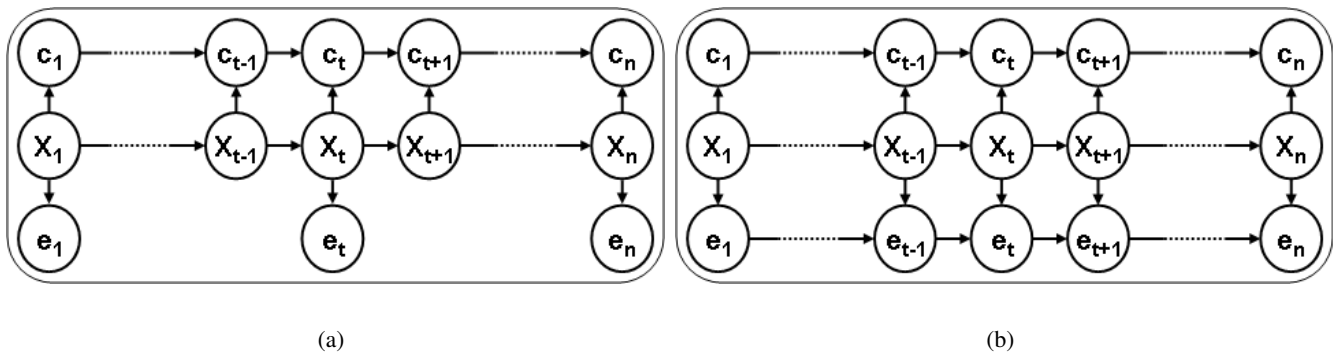 c1 ct-1 ct ct+1 cn c1 ct-1 ct ct+1 cn
X1 Xt-1 Xt Xt+1 Xn X1 Xt-1 Xt Xt+1 Xn
e1 et en e1 et-1 et et+1 en
(a) (b)